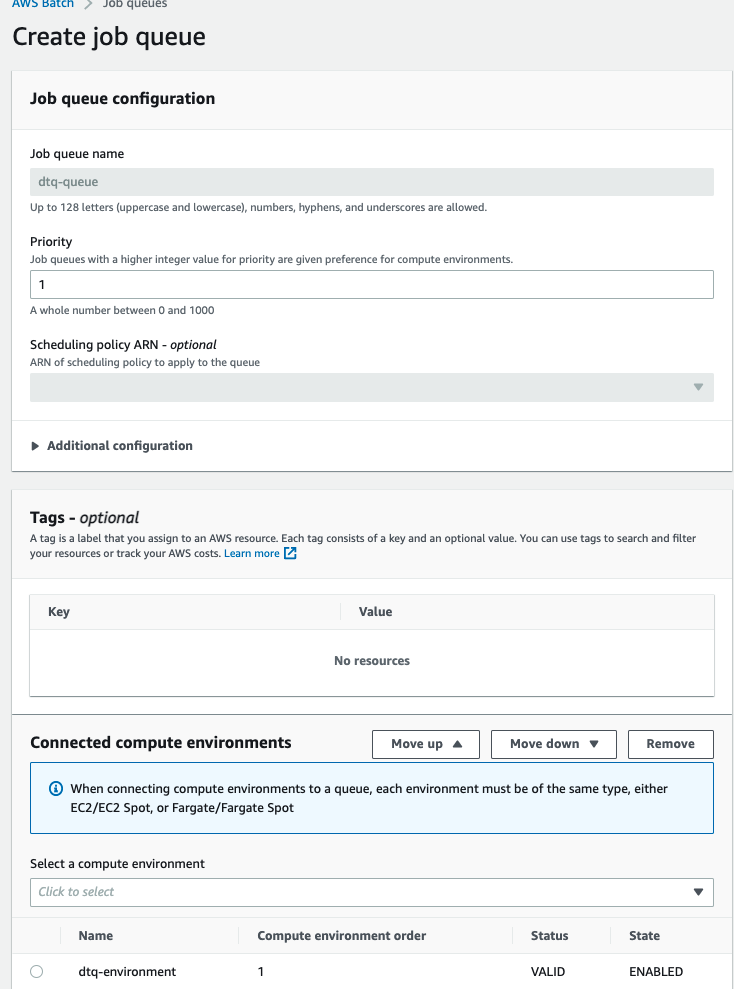 AWS Batch > Job queues
Create job queue
Job queue configuration
Job queue name
dtq-queue
Up to 128 letters (uppercase and lowercase), numbers, hyphens, and underscores are allowed.
Priority
Job queues with a higher integer value for priority are given preference for compute environments.
1
A whole number between 0 and 1000
Scheduling policy ARN - optional
ARN of scheduling policy to apply to the queue
Additional configuration
Tags - optional
A tag is a label that you assign to an AWS resource. Each tag consists of a key and an optional value. You can use tags to search and filter
your resources or track your AWS costs. Learn more
Key Value
No resources
Connected compute environments Move up Move down Remove
When connecting compute environments to a queue, each environment must be of the same type, either
EC2/EC2 Spot, or Fargate/Fargate Spot
Select a compute environment
Click to select
Name Compute environment order Status State
dtq-environment 1 VALID ENABLED